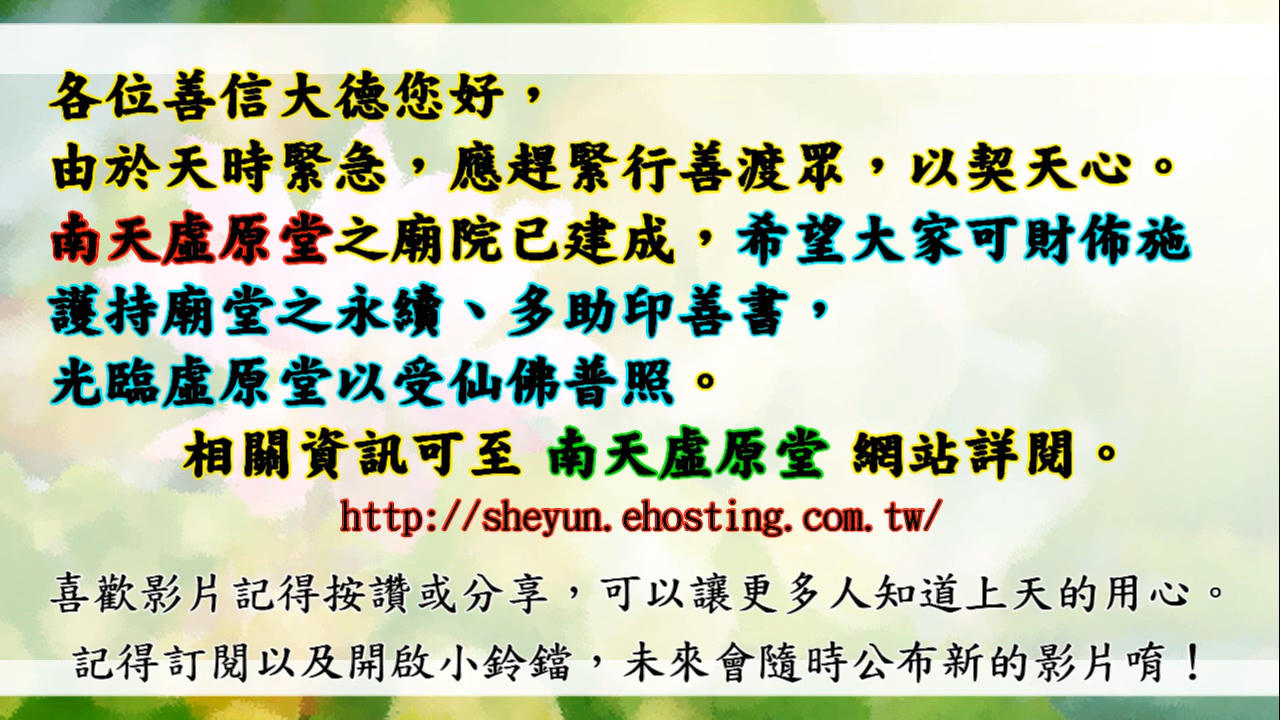 各位善信大德您好，
由於天時緊急，應趕緊行善渡眾，以契天心。
南天虛原堂之廟院已建成，希望大家可財佈施
護持廟堂之永續、多助印善書，
光臨虛原堂以受仙佛普照。
相關資訊可至 南天虛原堂 網站詳閱。
http://sheyun.ehosting.com.tw/
喜歡影片記得按讚或分享，可以讓更多人知道上天的用心。
記得訂閱以及開啟小鈴鐺，未來會隨時公布新的影片唷！